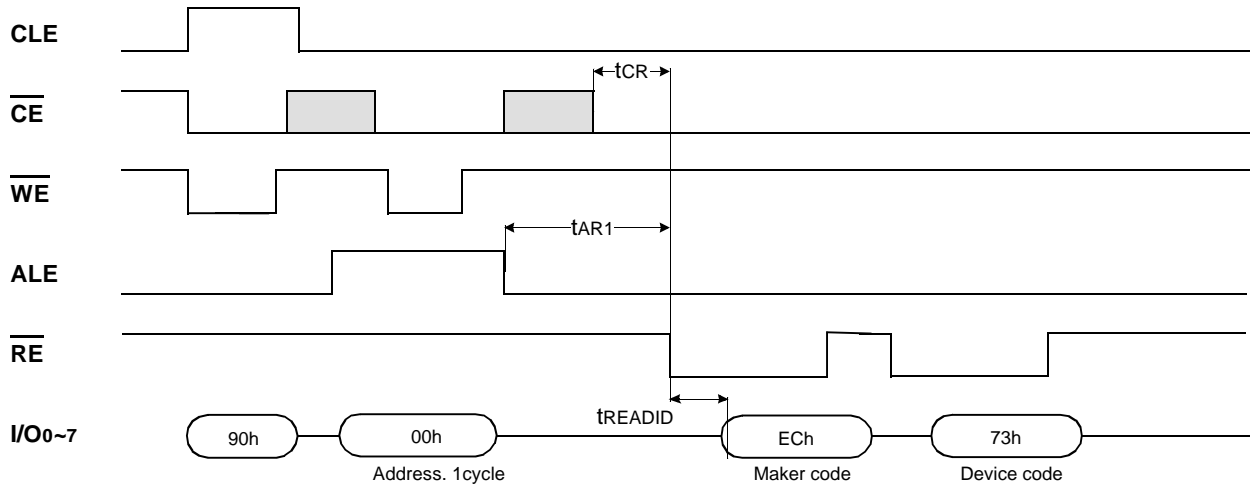 CLE
tCR
CE
WE
tAR1
ALE
RE
tREADID
I/O0~7
90h
00h
ECh
73h
Address. 1cycle
Maker code
Device code